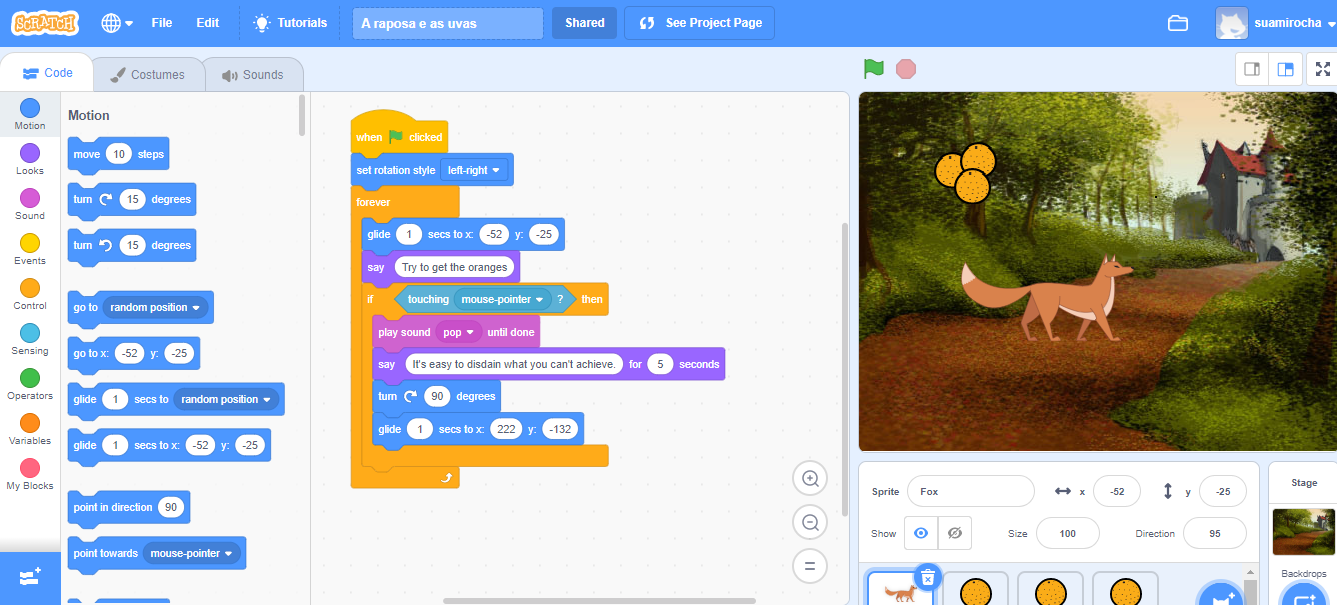 SCRATCH File Edit Tutorials A raposa e as uvas Shared See Project Page suamirocha
Code Costumes Sounds
Motion
Looks
Sound
Events
Control
Sensing
Operators
Variables
My Blocks
Motion
move 10 steps
turn 15 degrees
turn 15 degrees
go to random position
go to x: -52 y: -25
glide 1 secs to random position
glide 1 secs to x: -52 y: -25
point in direction 90
point towards mouse-pointer
when clicked
set rotation style left-right
forever
glide 1 secs to x: -52 y: -25
say Try to get the oranges
if touching mouse-pointer ? then
play sound pop until done
say It's easy to disdain what you can't achieve. for 5 seconds
turn 90 degrees
glide 1 secs to x: 222 y: -132
Sprite Fox x -52 y -25
Show Size 100 Direction 95
Stage
Backdrops